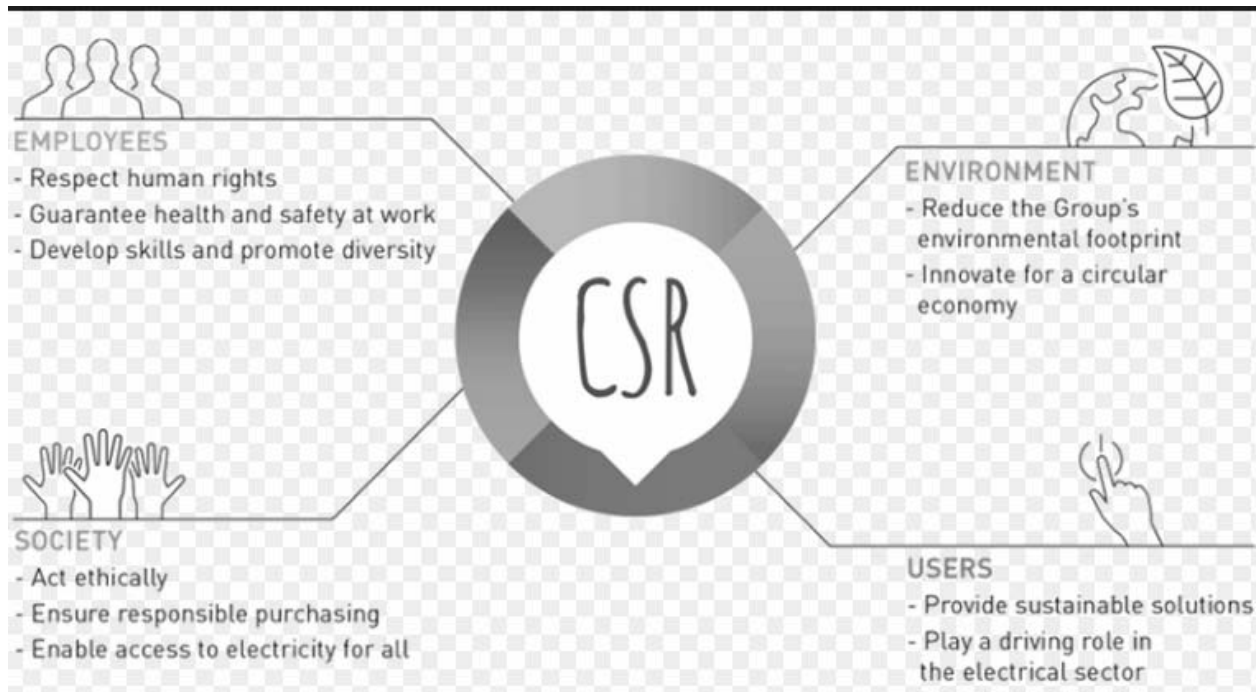 EMPLOYEES
- Respect human rights
- Guarantee health and safety at work
- Develop skills and promote diversity
ENVIRONMENT
- Reduce the Group's
environmental footprint
- Innovate for a circular
economy
CSR
SOCIETY
- Act ethically
- Ensure responsible purchasing
- Enable access to electricity for all
USERS
- Provide sustainable solutions
- Play a driving role in
the electrical sector